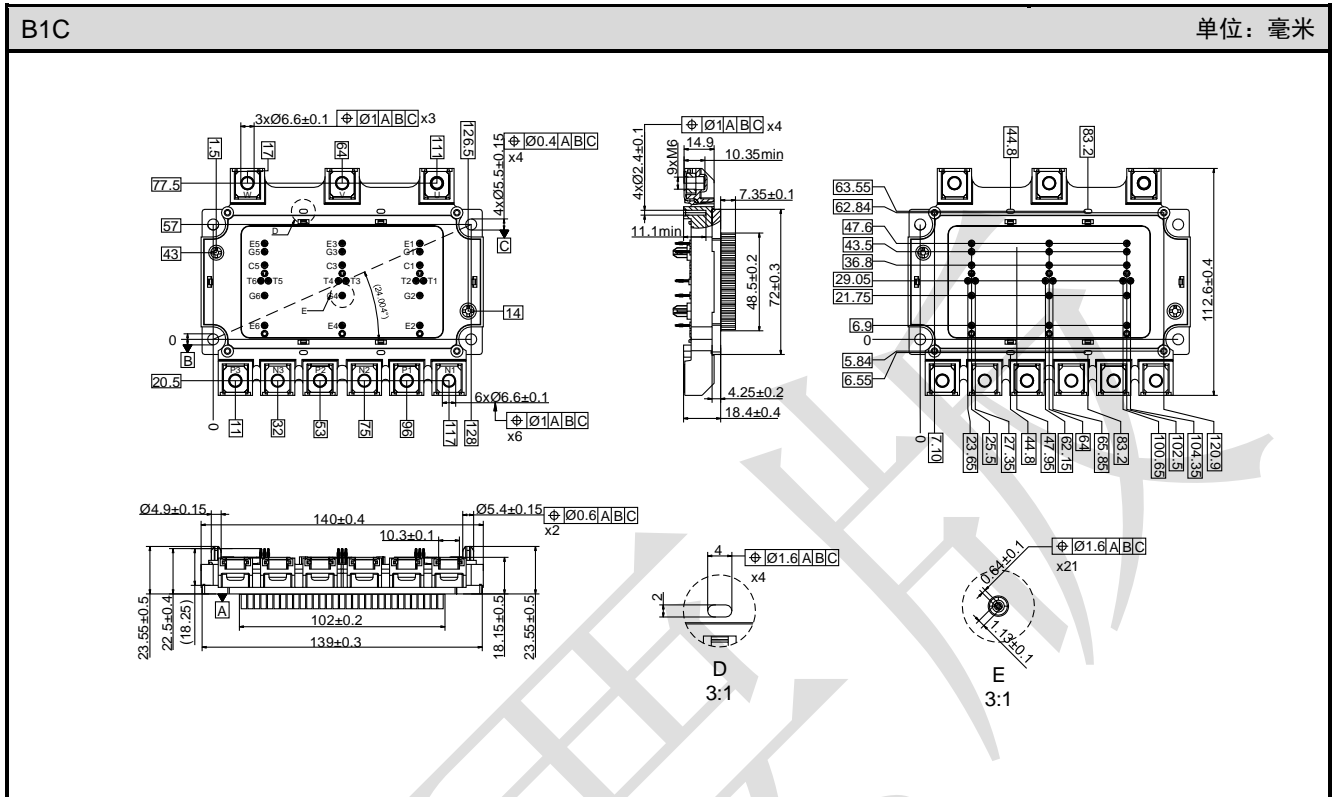 B1C
单位：毫米
3xØ6.6±0.1
⌖ Ø1 A B C x3
1.5
17
64
111
126.5
⌖ Ø0.4 A B C
x4
4xØ5.5±0.15
77.5
57
43
0
20.5
14
W
V
U
D
C
E5
G5
C5
T6
T5
G6
E6
E3
G3
C3
T4
T3
G4
E4
E1
G1
C1
T2
T1
G2
E2
(24.004°)
E
B
P3
N3
P2
N2
P1
N1
6xØ6.6±0.1
⌖ Ø1 A B C
x6
0
11
32
53
75
96
117
128
⌖ Ø1 A B C x4
14.9
10.35min
4xØ2.4±0.1
9xM6
7.35±0.1
11.1min
48.5±0.2
72±0.3
4.25±0.2
18.4±0.4
44.8
83.2
63.55
62.84
47.6
43.5
36.8
29.05
21.75
6.9
0
5.84
6.55
112.6±0.4
0
7.10
23.65
25.5
27.35
44.8
47.95
62.15
64
65.85
83.2
100.65
102.5
104.35
120.9
Ø4.9±0.15
140±0.4
Ø5.4±0.15
⌖ Ø0.6 A B C
x2
10.3±0.1
A
102±0.2
139±0.3
23.55±0.5
22.5±0.4
(18.25)
18.15±0.5
23.55±0.5
4
⌖ Ø1.6 A B C
x4
2
D
3:1
⌖ Ø1.6 A B C
x21
0.64±0.1
1.13±0.1
E
3:1